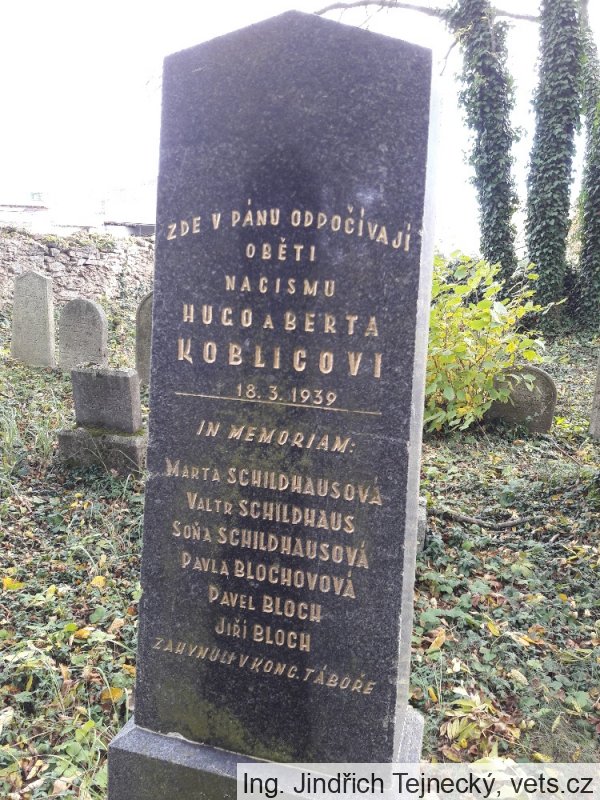 ZDE V PÁNU ODPOČÍVAJÍ
OBĚTI
NACISMU
HUGO A BERTA
KOBLICOVI
18. 3. 1939
IN MEMORIAM:
MARTA SCHILDHAUSOVÁ
VALTR SCHILDHAUS
SOŇA SCHILDHAUSOVÁ
PAVLA BLOCHOVOVÁ
PAVEL BLOCH
JIŘÍ BLOCH
ZAHYNULI V KONC. TÁBOŘE
Ing. Jindřich Tejnecký, vets.cz